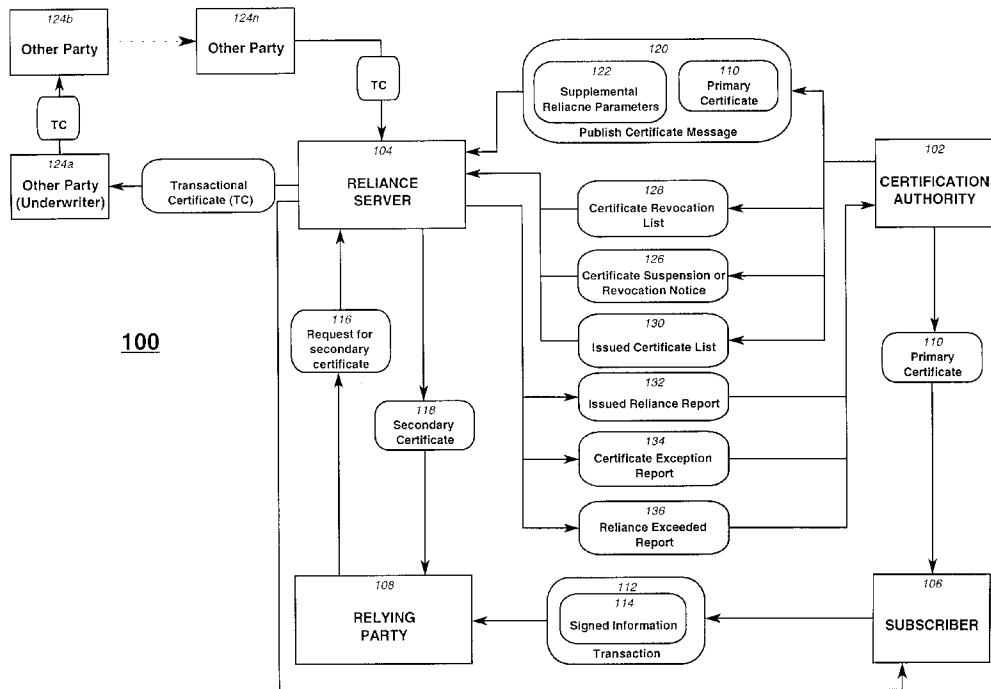 124b
Other Party
124n
Other Party
TC
TC
120
122
Supplemental
Reliacne Parameters
110
Primary
Certificate
Publish Certificate Message
124a
Other Party
(Underwriter)
Transactional
Certificate (TC)
104
RELIANCE
SERVER
102
CERTIFICATION
AUTHORITY
128
Certificate Revocation
List
126
Certificate Suspension or
Revocation Notice
130
Issued Certificate List
132
Issued Reliance Report
134
Certificate Exception
Report
136
Reliance Exceeded
Report
100
116
Request for
secondary
certificate
118
Secondary
Certificate
110
Primary
Certificate
108
RELYING
PARTY
112
114
Signed Information
Transaction
106
SUBSCRIBER